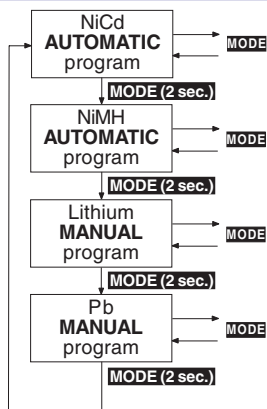 NiCd
AUTOMATIC
program
MODE
MODE (2 sec.)
NiMH
AUTOMATIC
program
MODE
MODE (2 sec.)
Lithium
MANUAL
program
MODE
MODE (2 sec.)
Pb
MANUAL
program
MODE
MODE (2 sec.)